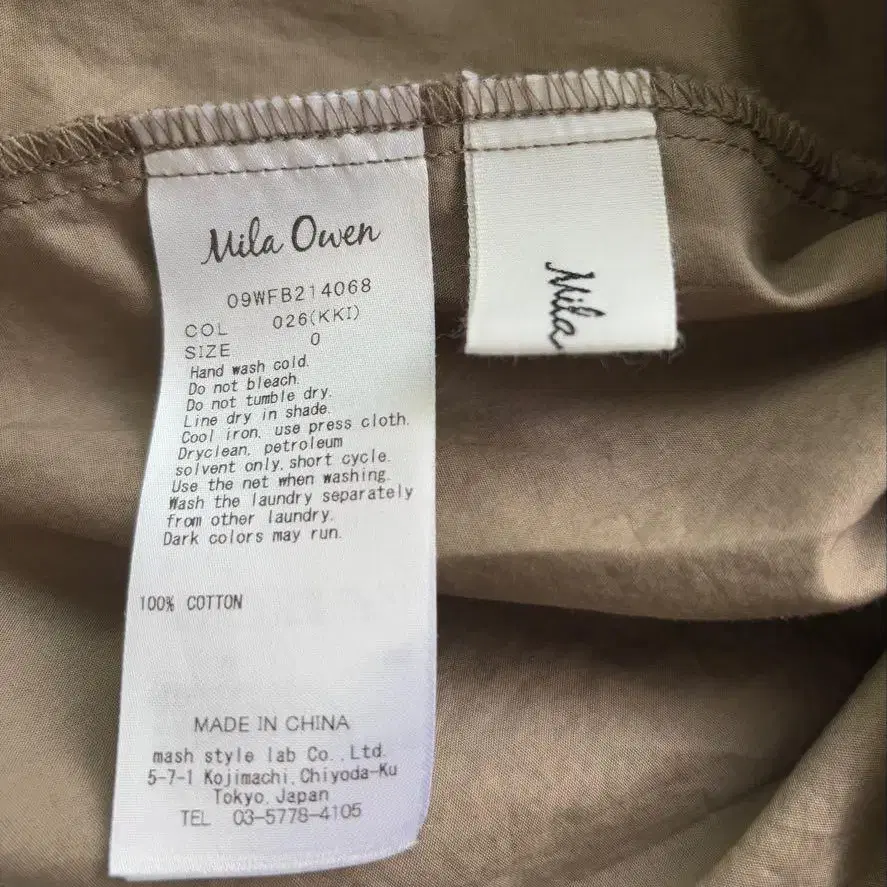 Mila Owen
09WFB214068
COL 026(KKI)
SIZE 0
Hand wash cold.
Do not bleach.
Do not tumble dry.
Line dry in shade.
Cool iron, use press cloth.
Dryclean, petroleum
solvent only, short cycle.
Use the net when washing.
Wash the laundry separately
from other laundry.
Dark colors may run.
100% COTTON
MADE IN CHINA
mash style lab Co., Ltd.
5-7-1 Kojimachi, Chiyoda-Ku
Tokyo, Japan
TEL 03-5778-4105
Mila